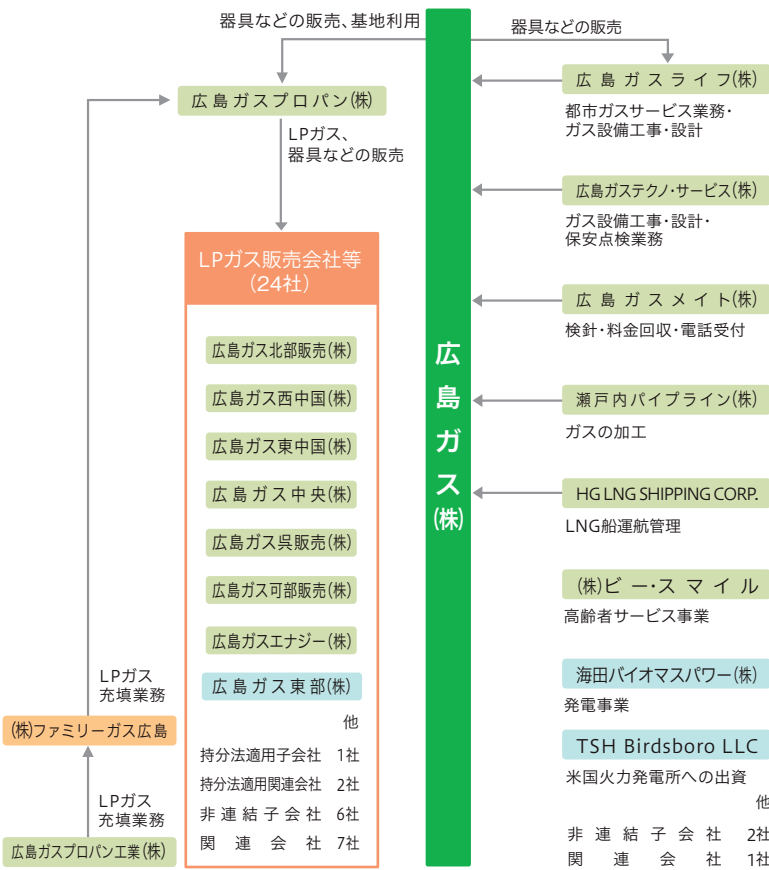 器具などの販売、基地利用
器具などの販売
広島ガスプロパン(株)
LPガス、
器具などの販売
LPガス販売会社等
(24社)
広島ガス北部販売(株)
広島ガス西中国(株)
広島ガス東中国(株)
広島ガス中央(株)
広島ガス呉販売(株)
広島ガス可部販売(株)
広島ガスエナジー(株)
広島ガス東部(株)
他
持分法適用子会社 1社
持分法適用関連会社 2社
非連結子会社 6社
関連会社 7社
LPガス
充填業務
(株)ファミリーガス広島
LPガス
充填業務
広島ガスプロパン工業(株)
広島ガス(株)
広島ガスライフ(株)
都市ガスサービス業務・
ガス設備工事・設計
広島ガステクノ・サービス(株)
ガス設備工事・設計・
保安点検業務
広島ガスメイト(株)
検針・料金回収・電話受付
瀬戸内パイプライン(株)
ガスの加工
HG LNG SHIPPING CORP.
LNG船運航管理
(株)ビー・スマイル
高齢者サービス事業
海田バイオマスパワー(株)
発電事業
TSH Birdsboro LLC
米国火力発電所への出資
他
非連結子会社 2社
関連会社 1社